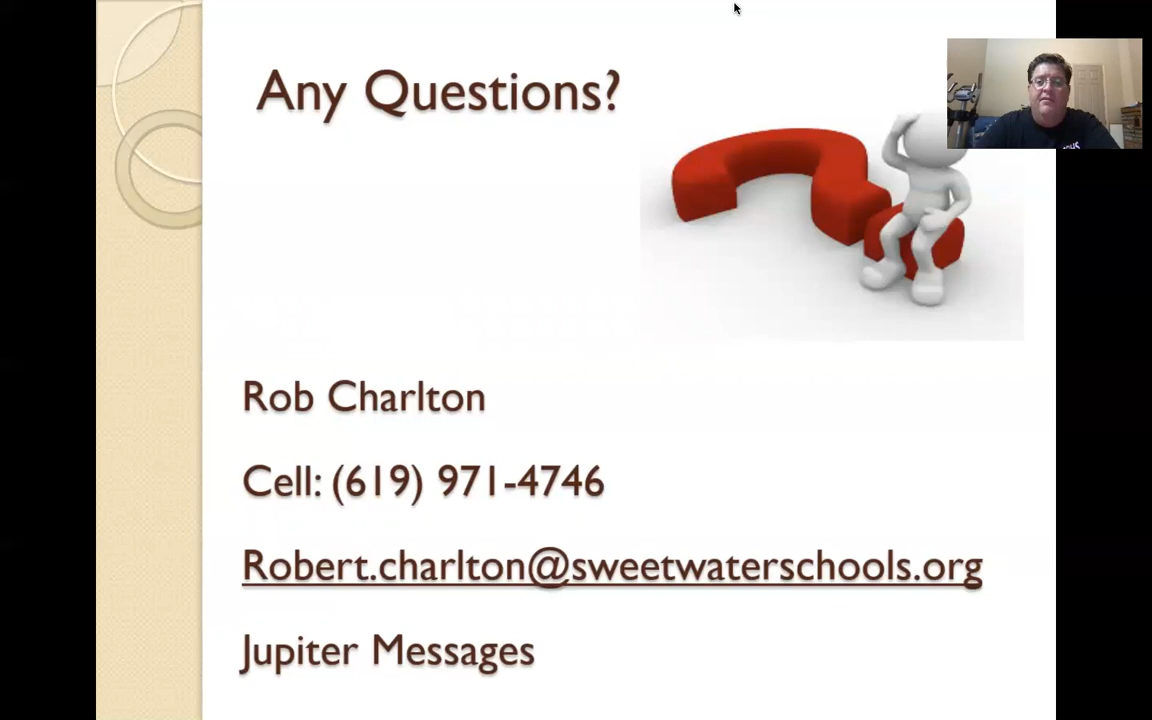 Any Questions?
Rob Charlton
Cell: (619) 971-4746
Robert.charlton@sweetwaterschools.org
Jupiter Messages